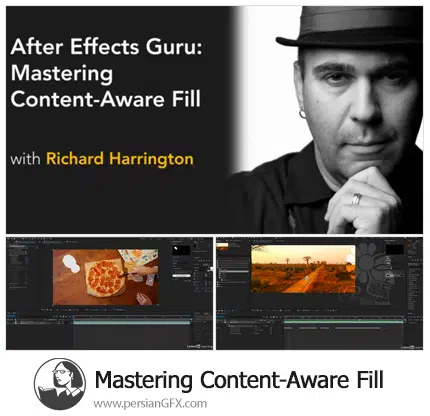 After Effects Guru:
Mastering
Content-Aware Fill
with Richard Harrington
Mastering Content-Aware Fill
www.persianGFX.com